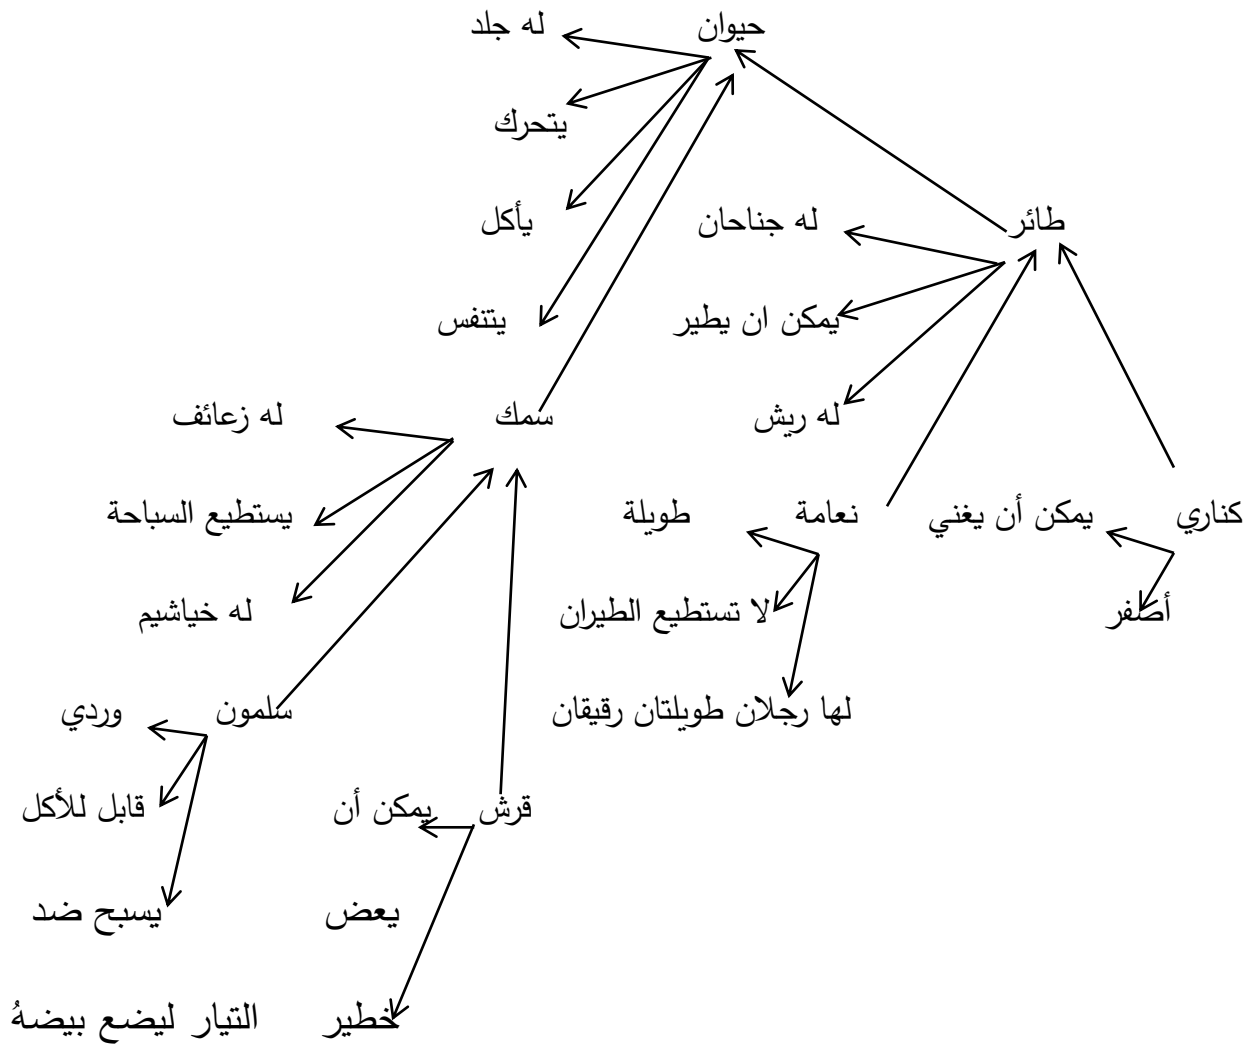 حيوان له جلد
يتحرك
طائر له جناحان يأكل
يمكن ان يطير يتنفس
له ريش سمك له زعائف
كناري يمكن أن يغني نعامة طويلة يستطيع السباحة
أصفر لا تستطيع الطيران له خياشيم
لها رجلان طويلتان رقيقان سلمون وردي
قرش يمكن أن قابل للأكل
يعض يسبح ضد
خطير التيار ليضع بيضهُ